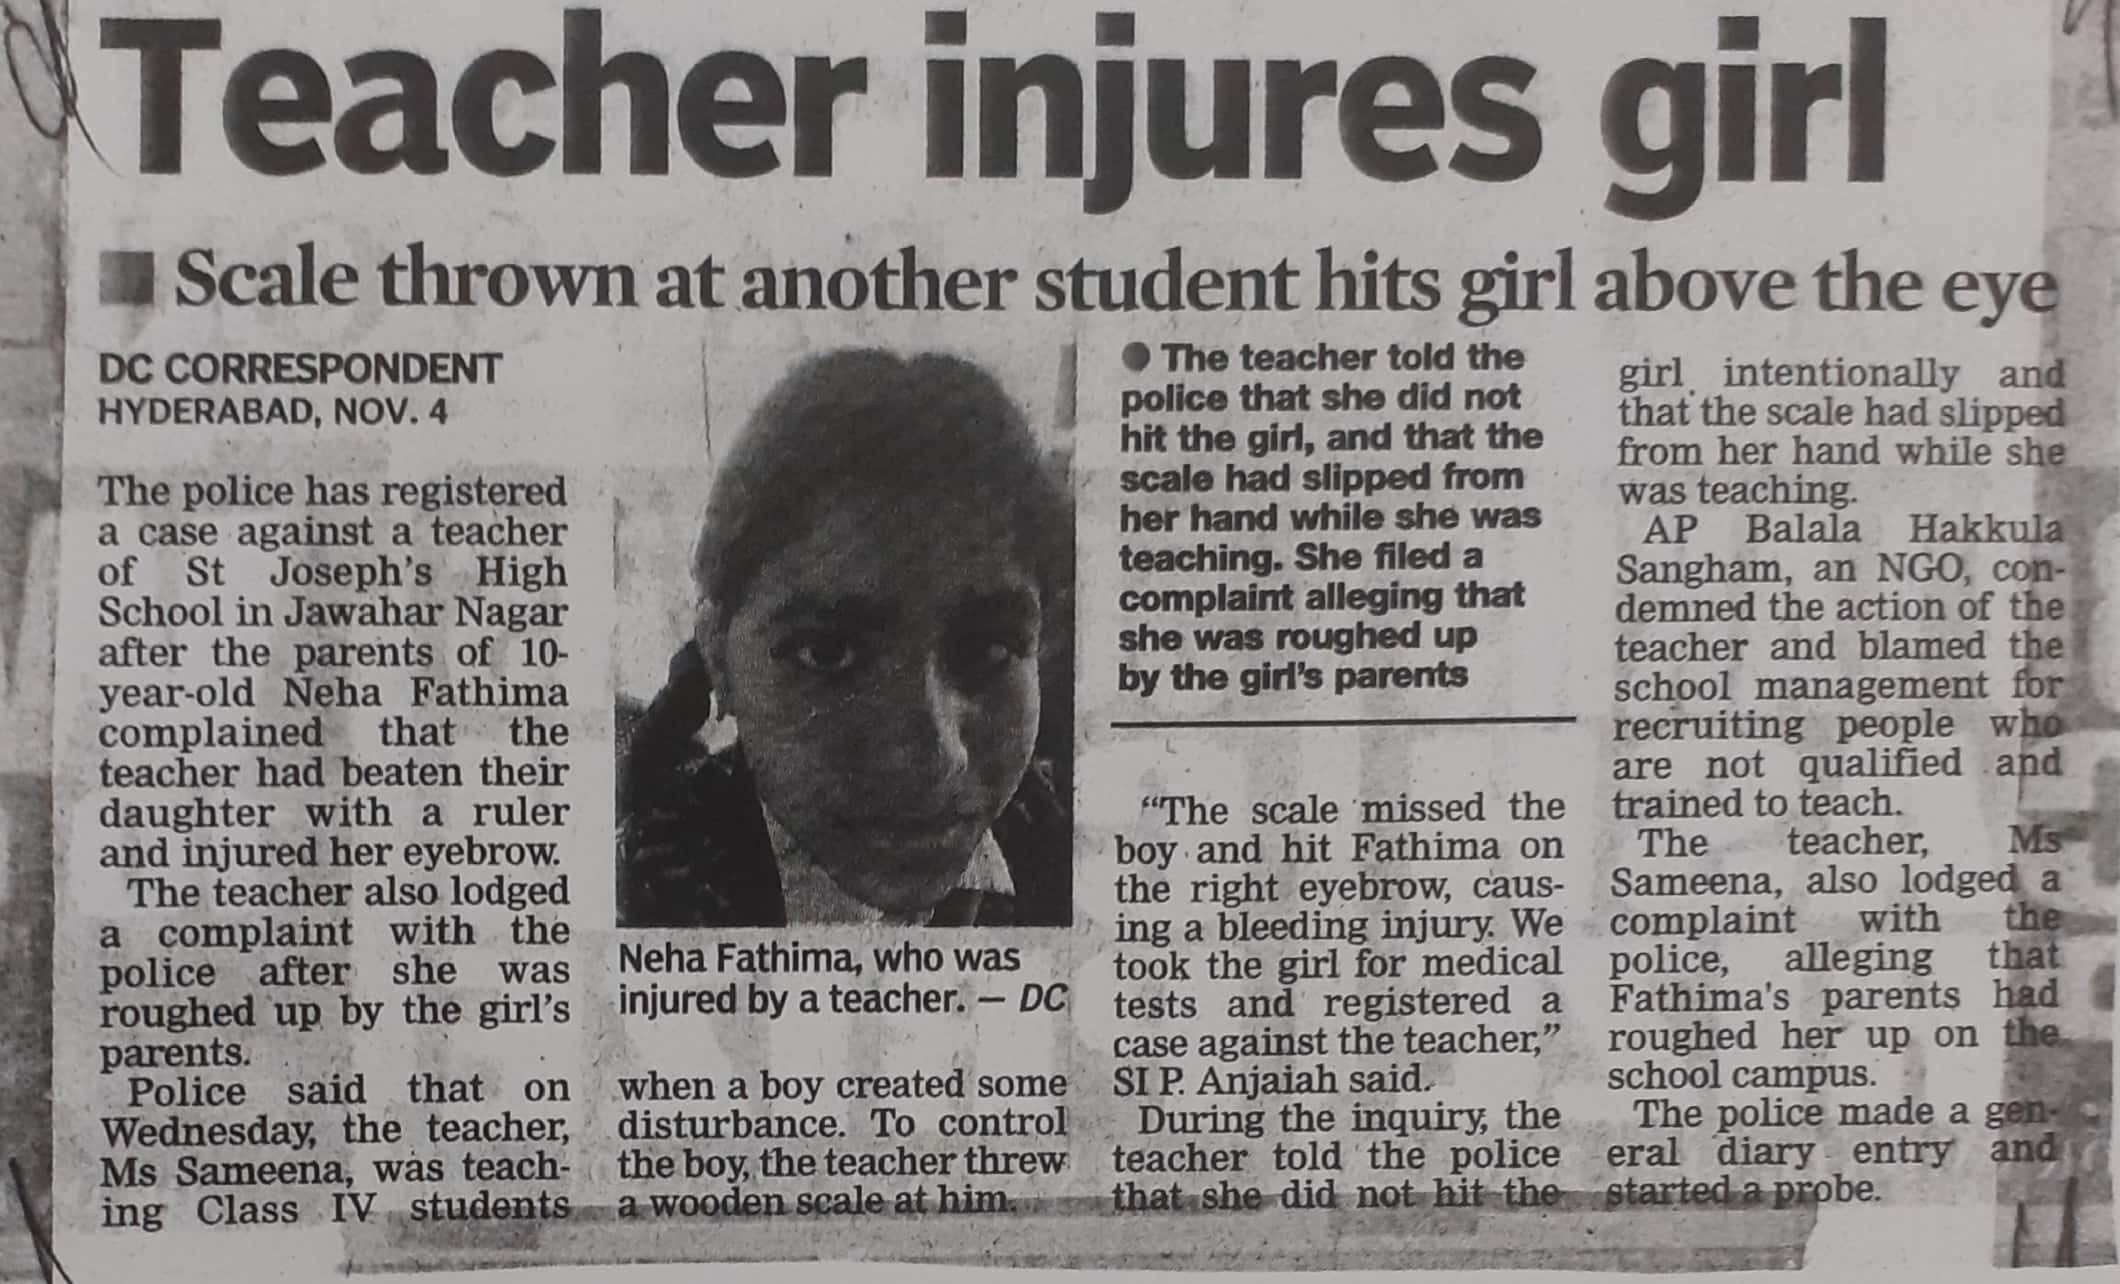 Teacher injures girl
■ Scale thrown at another student hits girl above the eye
DC CORRESPONDENT
HYDERABAD, NOV. 4
The police has registered
a case against a teacher
of St Joseph's High
School in Jawahar Nagar
after the parents of 10-
year-old Neha Fathima
complained that the
teacher had beaten their
daughter with a ruler
and injured her eyebrow.
The teacher also lodged
a complaint with the
police after she was
roughed up by the girl's
parents.
Police said that on
Wednesday, the teacher,
Ms Sameena, was teach-
ing Class IV students
Neha Fathima, who was
injured by a teacher. — DC
when a boy created some
disturbance. To control
the boy, the teacher threw
a wooden scale at him.
● The teacher told the
police that she did not
hit the girl, and that the
scale had slipped from
her hand while she was
teaching. She filed a
complaint alleging that
she was roughed up
by the girl's parents
“The scale missed the
boy and hit Fathima on
the right eyebrow, caus-
ing a bleeding injury. We
took the girl for medical
tests and registered a
case against the teacher,”
SI P. Anjaiah said.
During the inquiry, the
teacher told the police
that she did not hit the
girl intentionally and
that the scale had slipped
from her hand while she
was teaching.
AP Balala Hakkula
Sangham, an NGO, con-
demned the action of the
teacher and blamed the
school management for
recruiting people who
are not qualified and
trained to teach.
The teacher, Ms
Sameena, also lodged a
complaint with the
police, alleging that
Fathima's parents had
roughed her up on the
school campus.
The police made a gen-
eral diary entry and
started a probe.